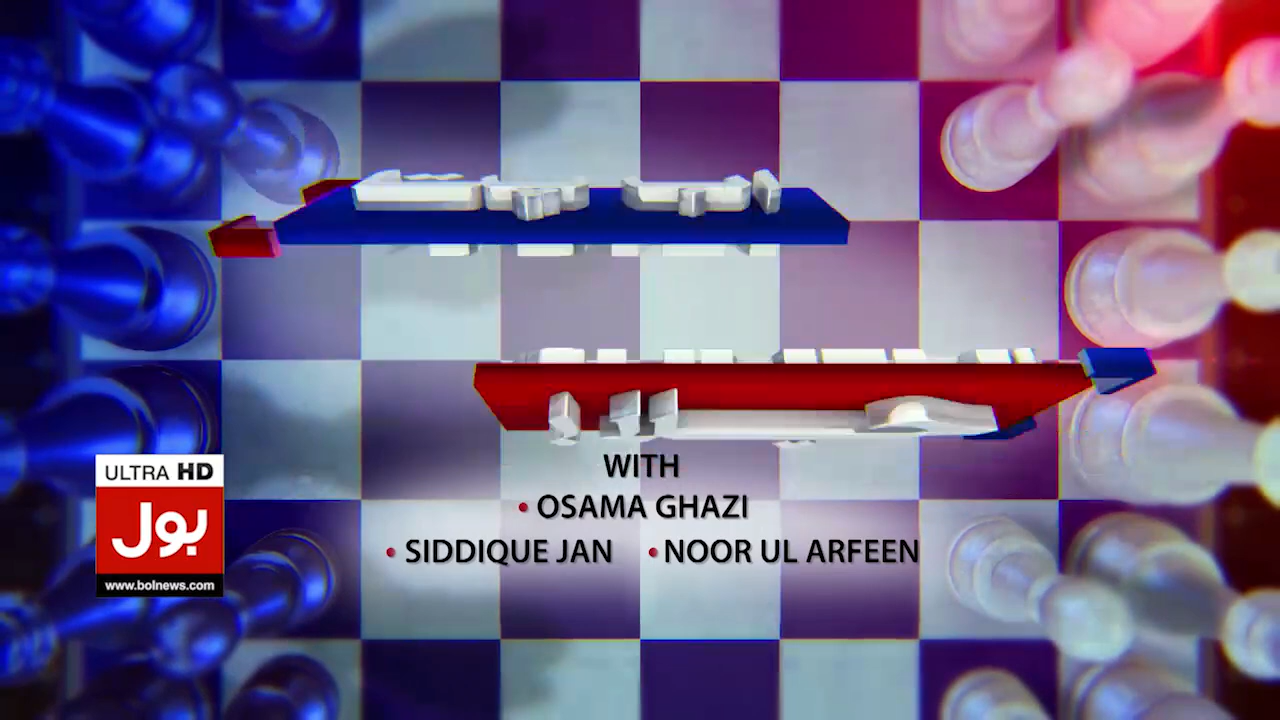 WITH
• OSAMA GHAZI
• SIDDIQUE JAN • NOOR UL ARFEEN
ULTRA HD
بول
www.bolnews.com